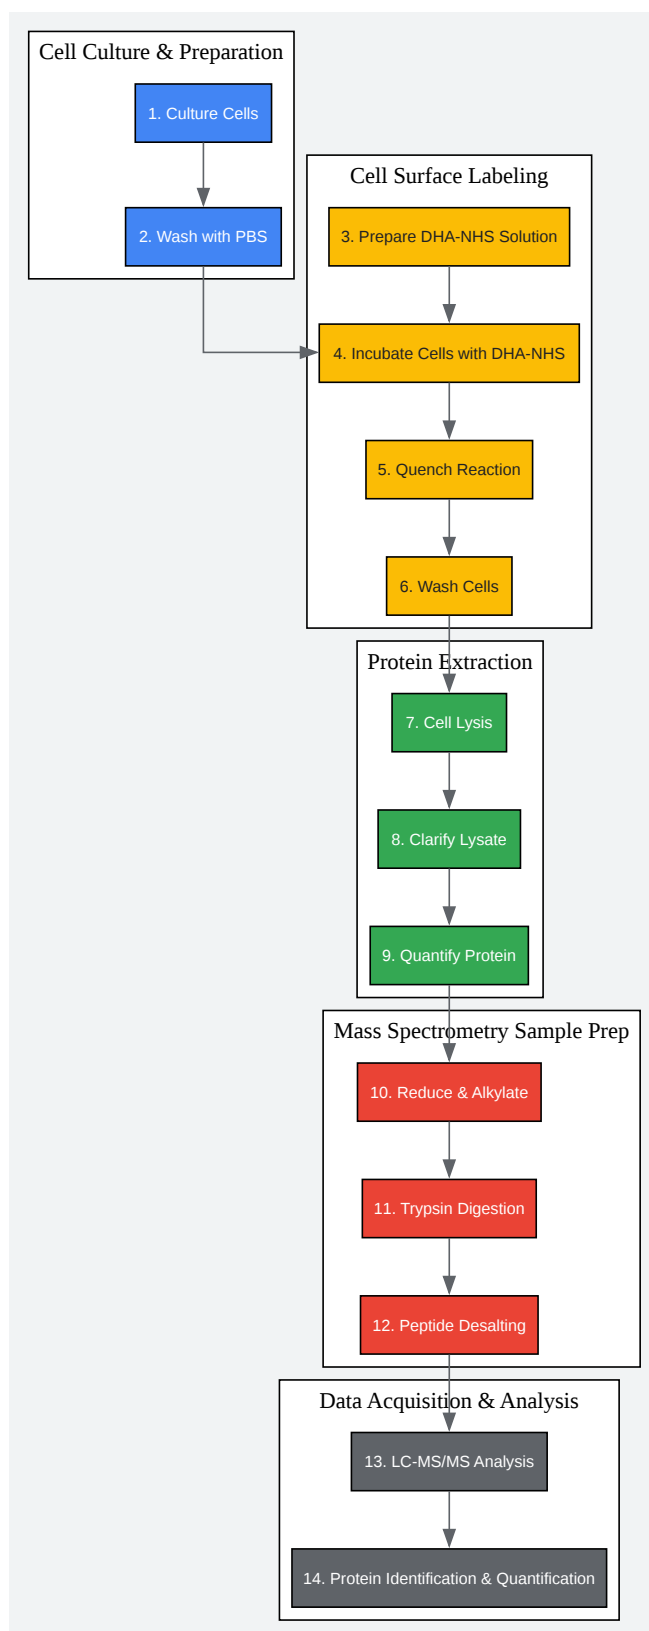 Cell Culture & Preparation
1. Culture Cells
2. Wash with PBS
Cell Surface Labeling
3. Prepare DHA-NHS Solution
4. Incubate Cells with DHA-NHS
5. Quench Reaction
6. Wash Cells
Protein Extraction
7. Cell Lysis
8. Clarify Lysate
9. Quantify Protein
Mass Spectrometry Sample Prep
10. Reduce & Alkylate
11. Trypsin Digestion
12. Peptide Desalting
Data Acquisition & Analysis
13. LC-MS/MS Analysis
14. Protein Identification & Quantification